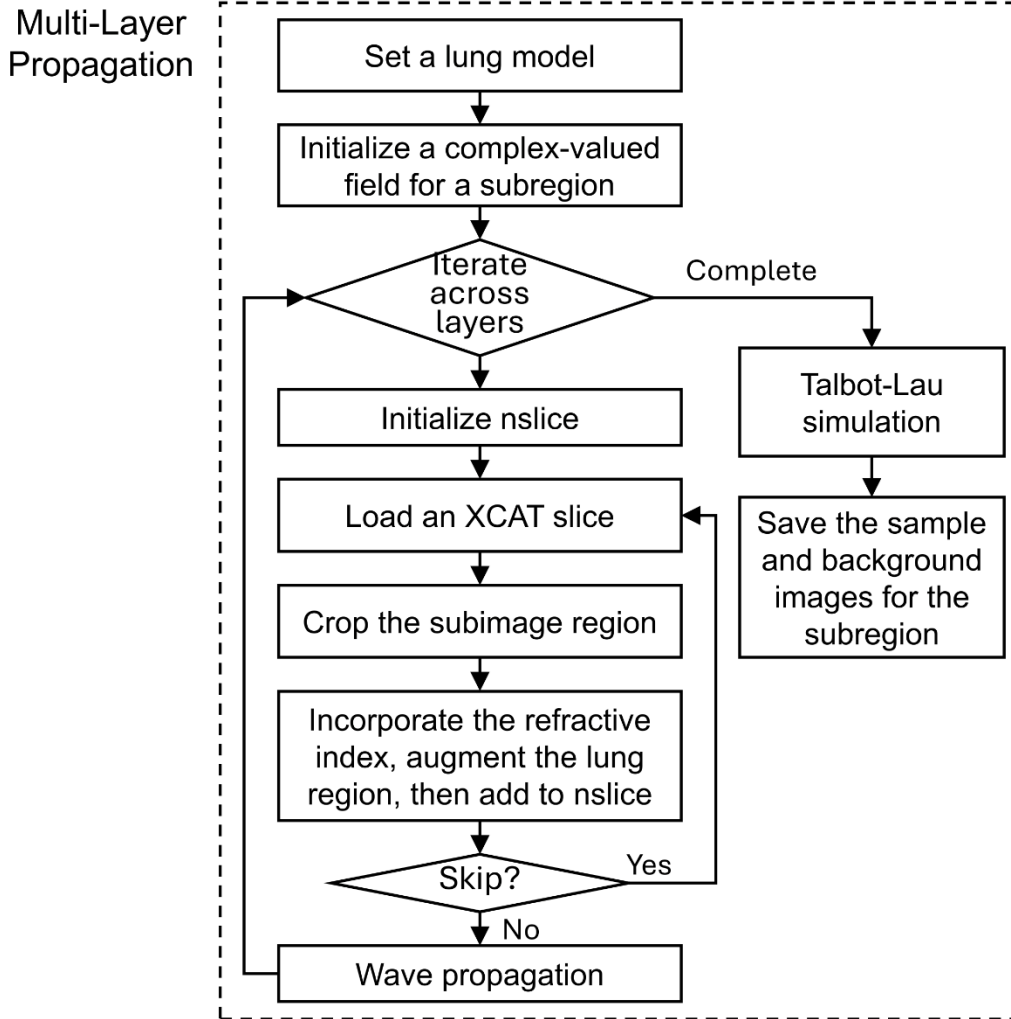 Multi-Layer
Propagation
Set a lung model
Initialize a complex-valued
field for a subregion
Iterate
across
layers
Complete
Initialize nslice
Load an XCAT slice
Crop the subimage region
Incorporate the refractive
index, augment the lung
region, then add to nslice
Skip?
Yes
No
Wave propagation
Talbot-Lau
simulation
Save the sample
and background
images for the
subregion